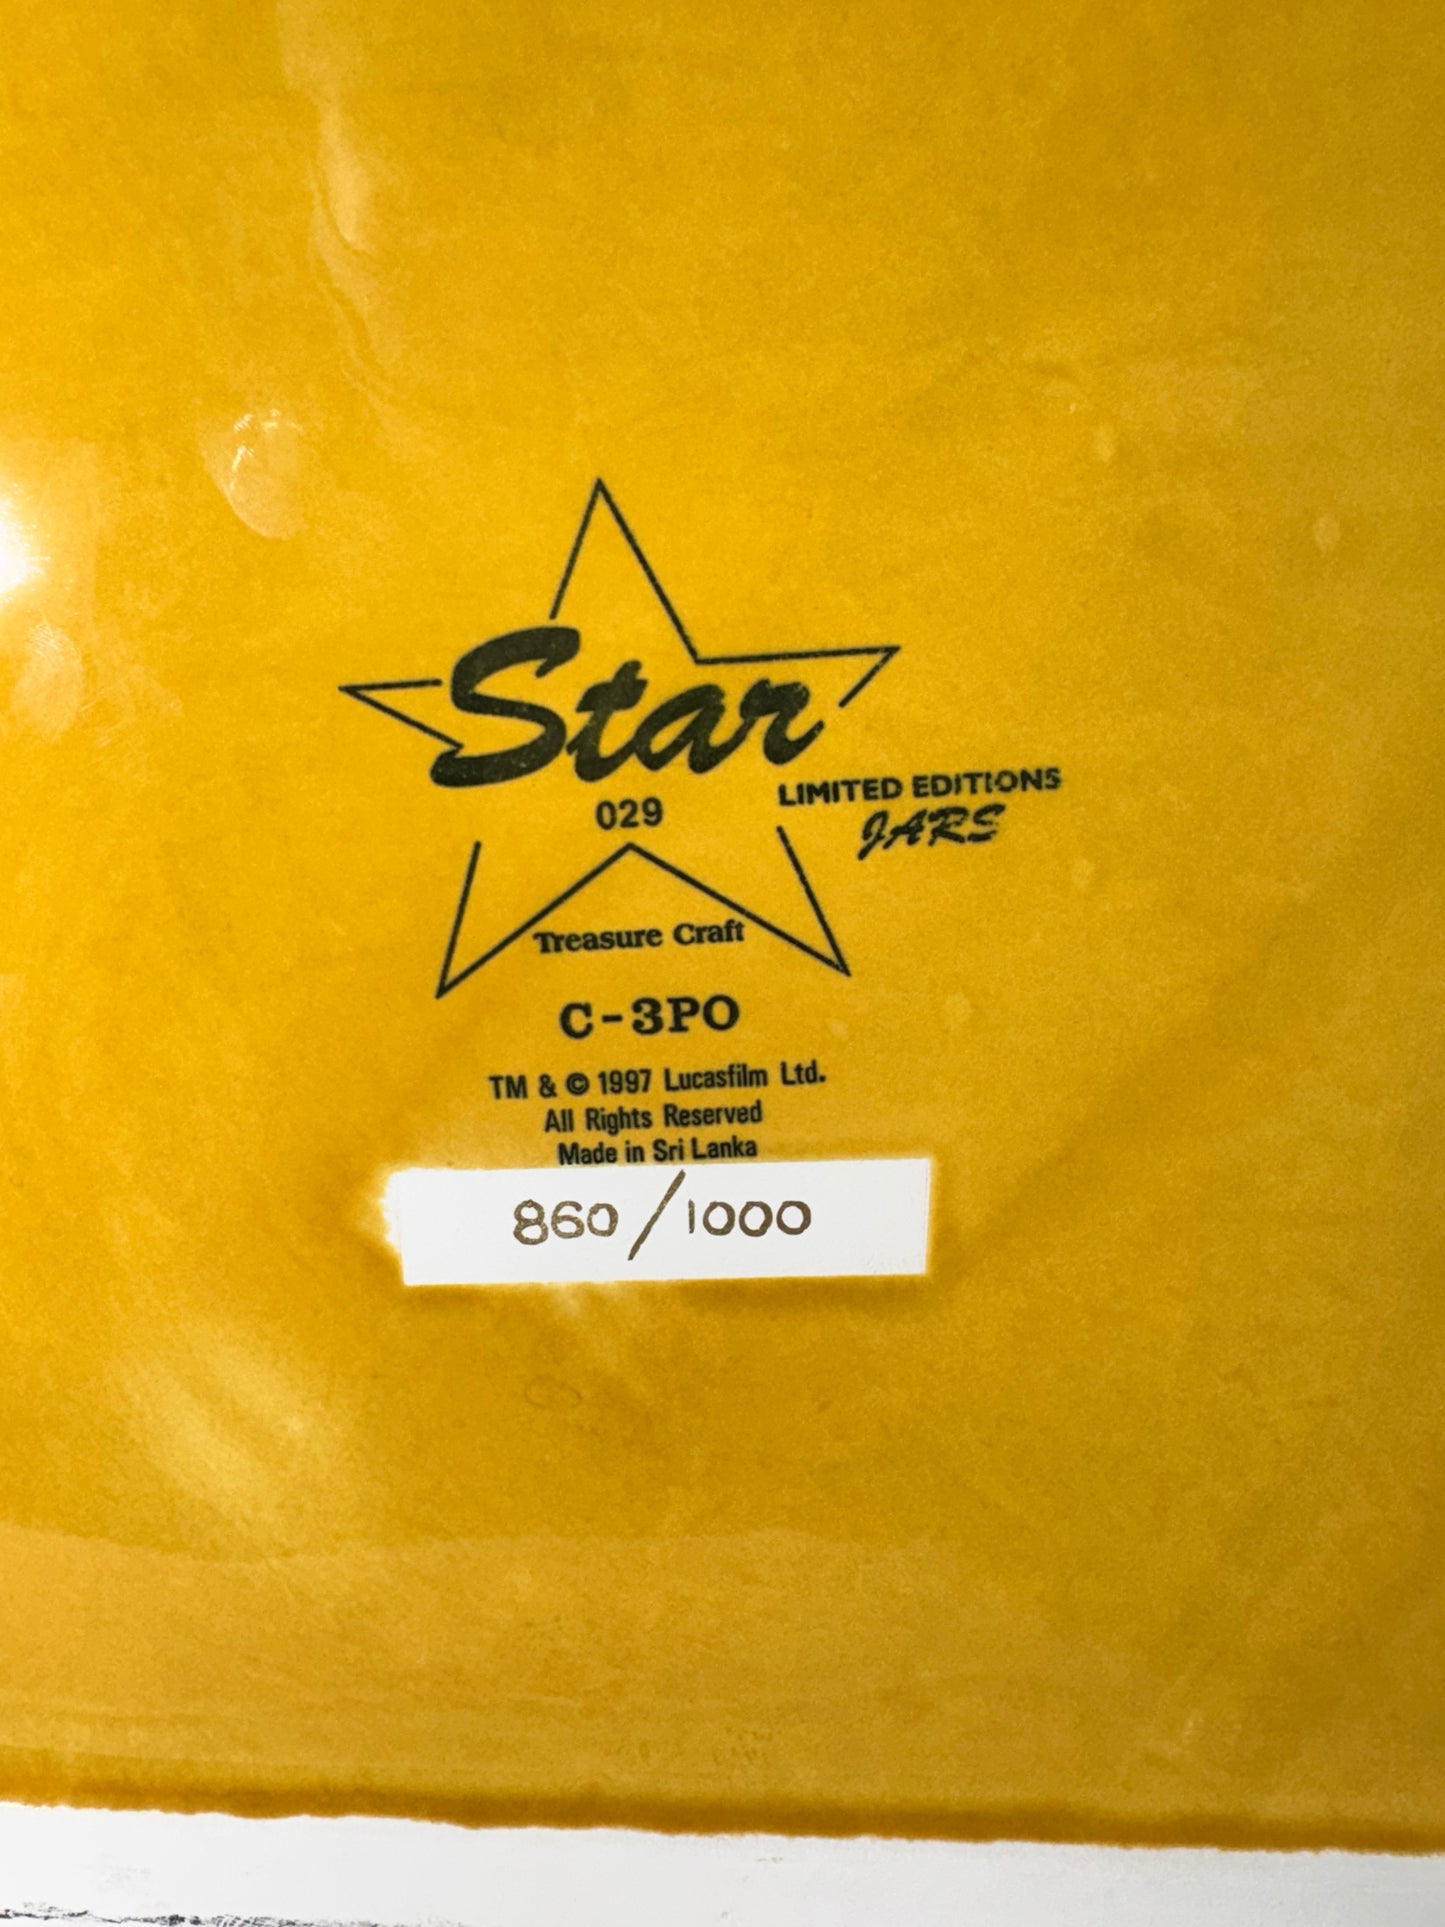 Star
LIMITED EDITIONS
JARS
029
Treasure Craft
C-3PO
TM & © 1997 Lucasfilm Ltd.
All Rights Reserved
Made in Sri Lanka
860/1000